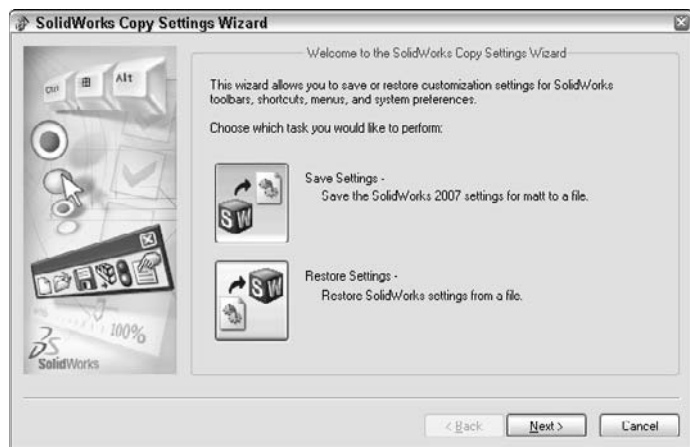 SolidWorks Copy Settings Wizard
Welcome to the SolidWorks Copy Settings Wizard
This wizard allows you to save or restore customization settings for SolidWorks
toolbars, shortcuts, menus, and system preferences.
Choose which task you would like to perform:
Save Settings -
Save the SolidWorks 2007 settings for matt to a file.
Restore Settings -
Restore SolidWorks settings from a file.
Ctrl
Alt
SW
SW
100%
SolidWorks
< Back
Next >
Cancel